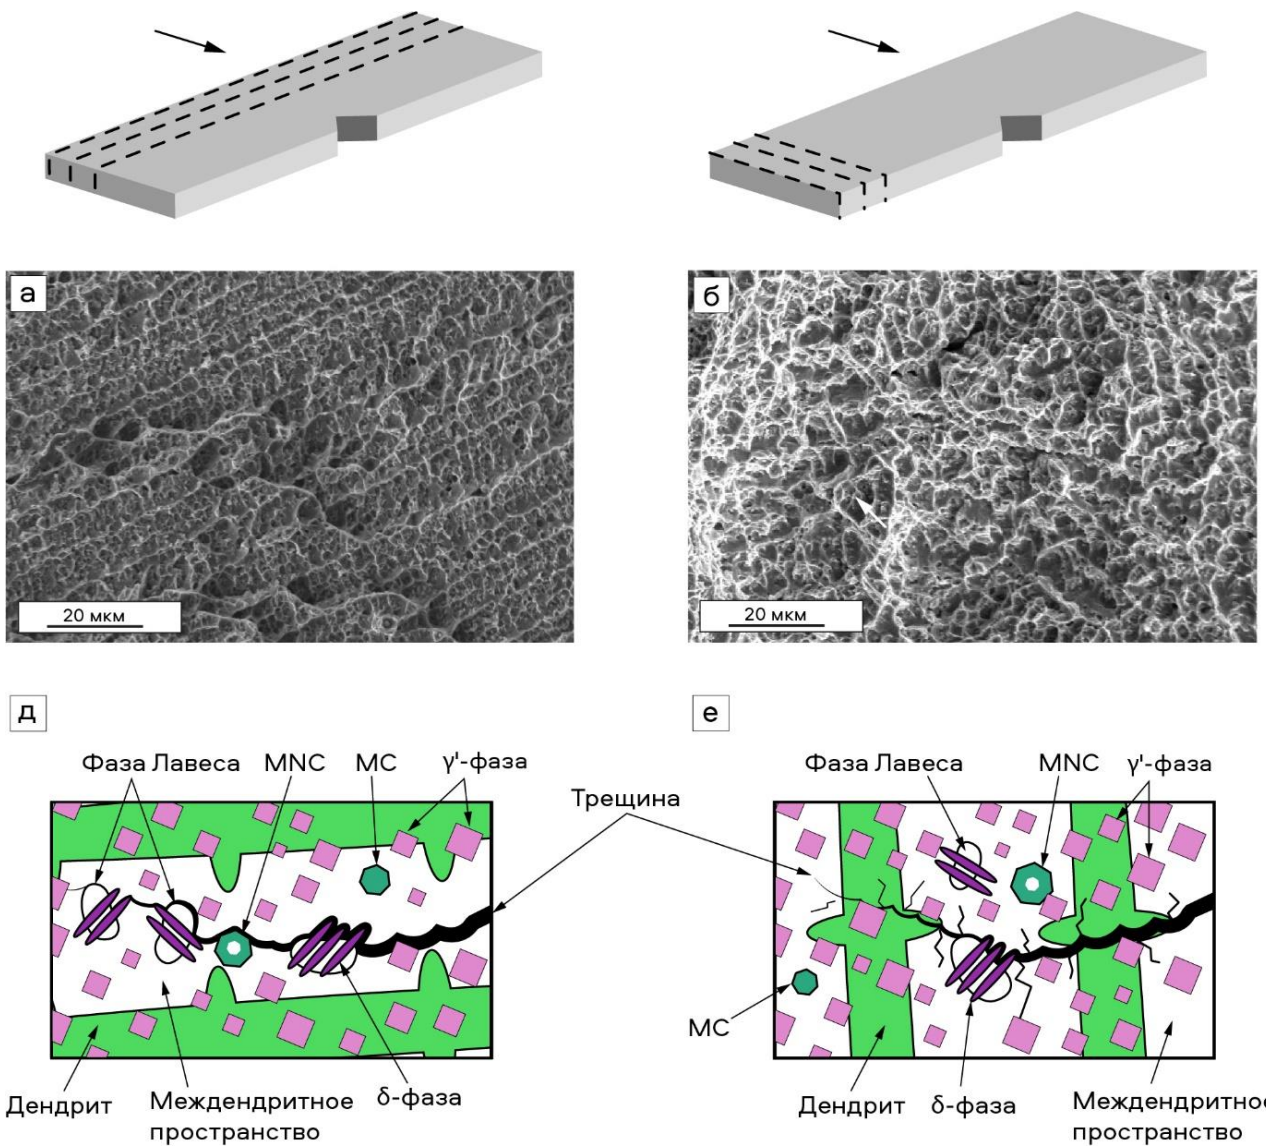 а
б
20 мкм
20 мкм
д
е
Фаза Лавеса
MNC
MC
γ'-фаза
Трещина
Фаза Лавеса
MNC
γ'-фаза
MC
Дендрит
Междендритное
пространство
δ-фаза
Дендрит
δ-фаза
Междендритное
пространство